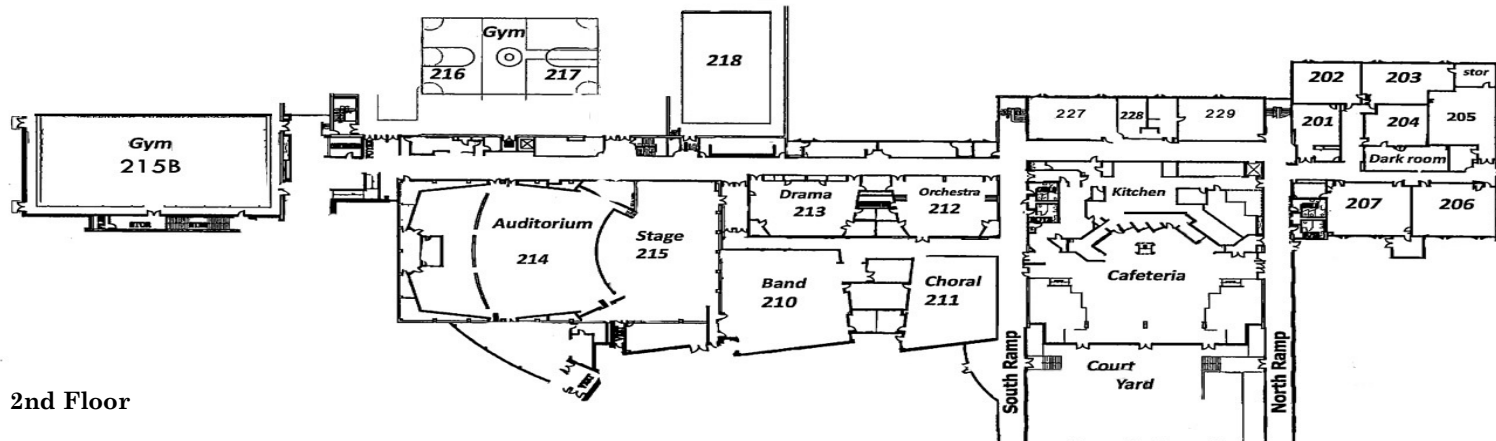 Gym
216
217
218
Gym
215B
202
203
stor
201
204
205
Dark room
207
206
227
228
229
Kitchen
Cafeteria
Court
Yard
South Ramp
North Ramp
Drama
213
Orchestra
212
Auditorium
214
Stage
215
Band
210
Choral
211
2nd Floor